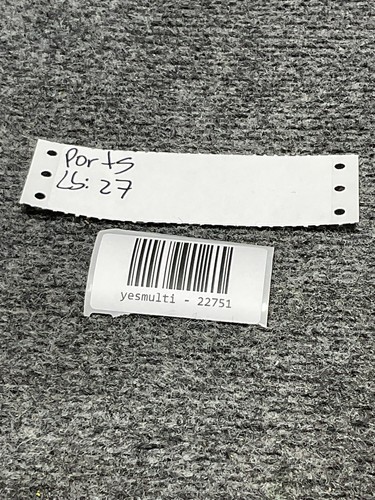 Ports
Lb: 27
yesmulti - 22751